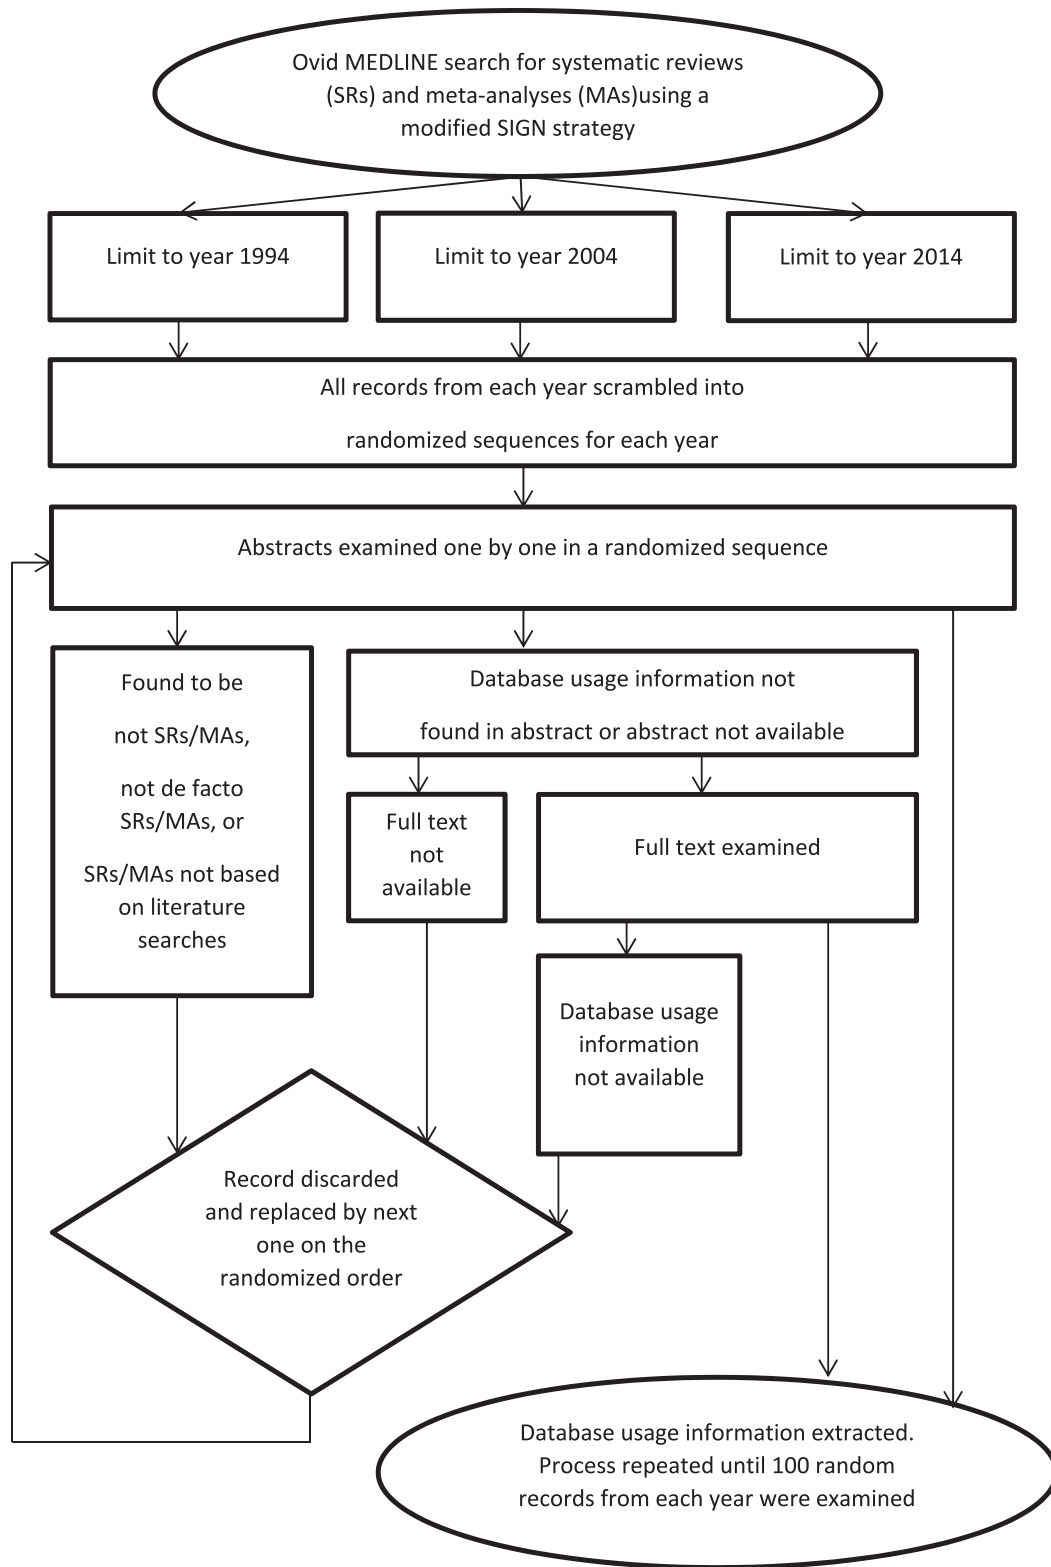 Ovid MEDLINE search for systematic reviews
(SRs) and meta-analyses (MAs)using a
modified SIGN strategy
Limit to year 1994
Limit to year 2004
Limit to year 2014
All records from each year scrambled into
randomized sequences for each year
Abstracts examined one by one in a randomized sequence
Found to be
not SRs/MAs,
not de facto
SRs/MAs, or
SRs/MAs not based
on literature
searches
Database usage information not
found in abstract or abstract not available
Full text
not
available
Full text examined
Database usage
information
not available
Record discarded
and replaced by next
one on the
randomized order
Database usage information extracted.
Process repeated until 100 random
records from each year were examined